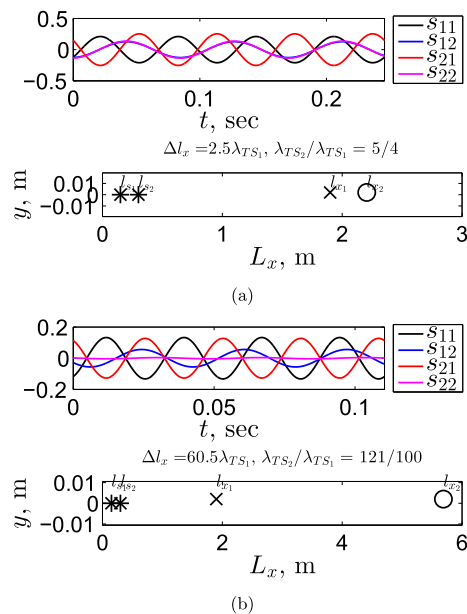 0.5
0
−0.5
0
0.1
0.2
t, sec
s11
s12
s21
s22
Δlx =2.5λTS1, λTS2/λTS1 = 5/4
0.01
0
−0.01
y, m
ls1 ls2 lx1 lx2
0 1 2 3
Lx, m
(a)
0.2
0
−0.2
0
0.05
0.1
t, sec
s11
s12
s21
s22
Δlx =60.5λTS1, λTS2/λTS1 = 121/100
0.01
0
−0.01
y, m
ls1 ls2 lx1 lx2
0 2 4 6
Lx, m
(b)